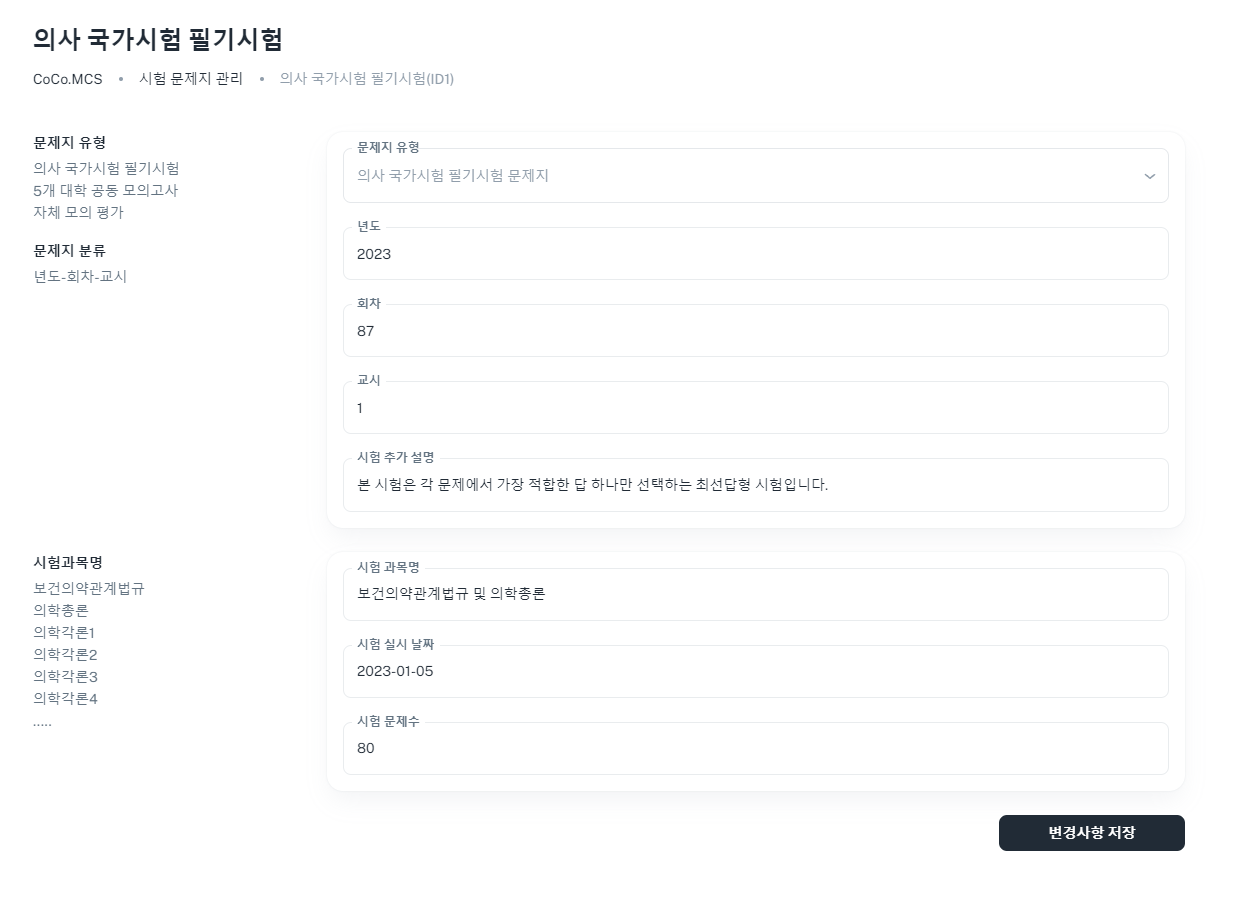 의사 국가시험 필기시험
CoCo.MCS • 시험 문제지 관리 • 의사 국가시험 필기시험(ID1)
문제지 유형
의사 국가시험 필기시험
5개 대학 공동 모의고사
자체 모의 평가
문제지 분류
년도-회차-교시
문제지 유형
의사 국가시험 필기시험 문제지
년도
2023
회차
87
교시
1
시험 추가 설명
본 시험은 각 문제에서 가장 적합한 답 하나만 선택하는 최선답형 시험입니다.
시험과목명
보건의약관계법규
의학총론
의학각론1
의학각론2
의학각론3
의학각론4
.....
시험 과목명
보건의약관계법규 및 의학총론
시험 실시 날짜
2023-01-05
시험 문제수
80
변경사항 저장